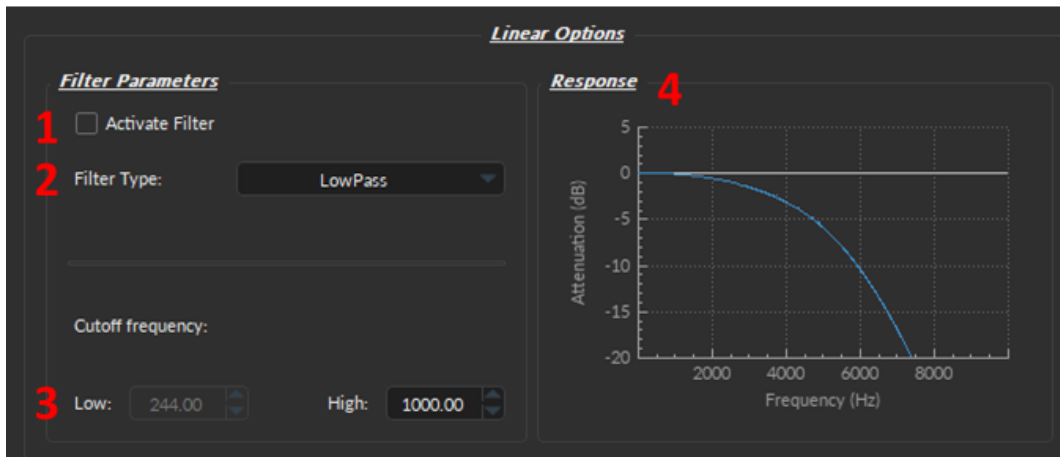 Linear Options
Filter Parameters
1 Activate Filter
2 Filter Type: LowPass
Cutoff frequency:
3 Low: 244.00 High: 1000.00
Response 4
5
0
-5
-10
-15
-20
Attenuation (dB)
2000 4000 6000 8000
Frequency (Hz)